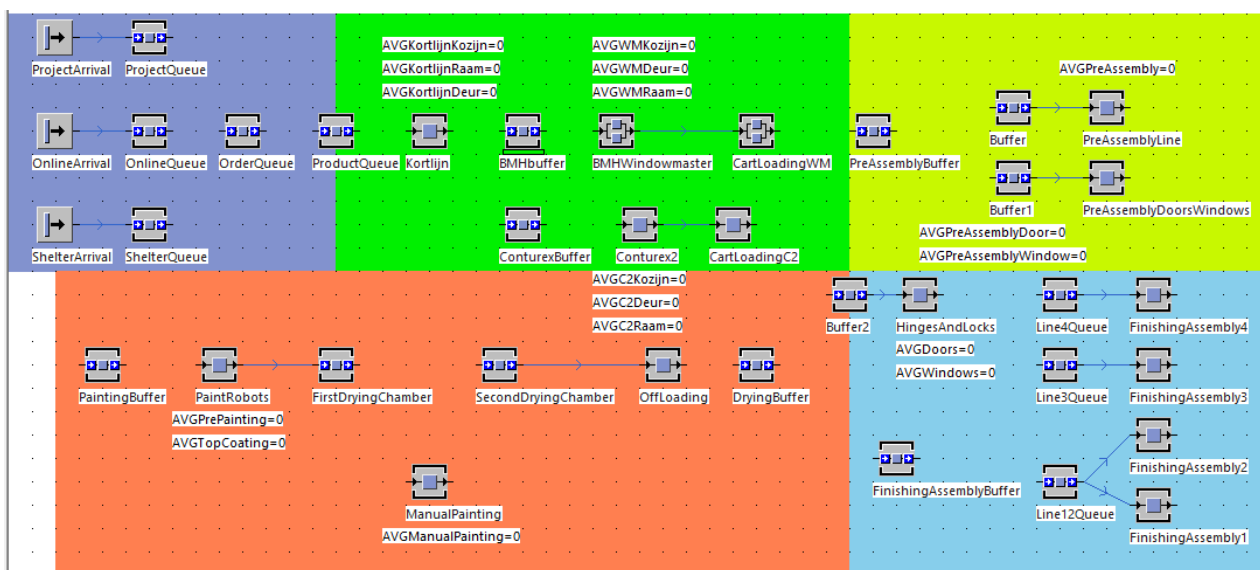 ProjectArrival ProjectQueue
AVGKortlijnKozijn=0
AVGKortlijnRaam=0
AVGKortlijnDeur=0
AVGWMKozijn=0
AVGWMDeur=0
AVGWMRaam=0
AVGPreAssembly=0
OnlineArrival OnlineQueue OrderQueue ProductQueue Kortlijn BMHbuffer BMHWindowmaster CartLoadingWM PreAssemblyBuffer
Buffer PreAssemblyLine
Buffer1 PreAssemblyDoorsWindows
AVGPreAssemblyDoor=0
AVGPreAssemblyWindow=0
ShelterArrival ShelterQueue ConturexBuffer Conturex2 CartLoadingC2
AVGC2Kozijn=0
AVGC2Deur=0
AVGC2Raam=0
Buffer2 HingesAndLocks Line4Queue FinishingAssembly4
AVGDoors=0
AVGWindows=0
PaintingBuffer PaintRobots FirstDryingChamber SecondDryingChamber OffLoading DryingBuffer Line3Queue FinishingAssembly3
AVGPrePainting=0
AVGTopCoating=0
FinishingAssembly2
FinishingAssemblyBuffer
ManualPainting Line12Queue
AVGManualPainting=0
FinishingAssembly1